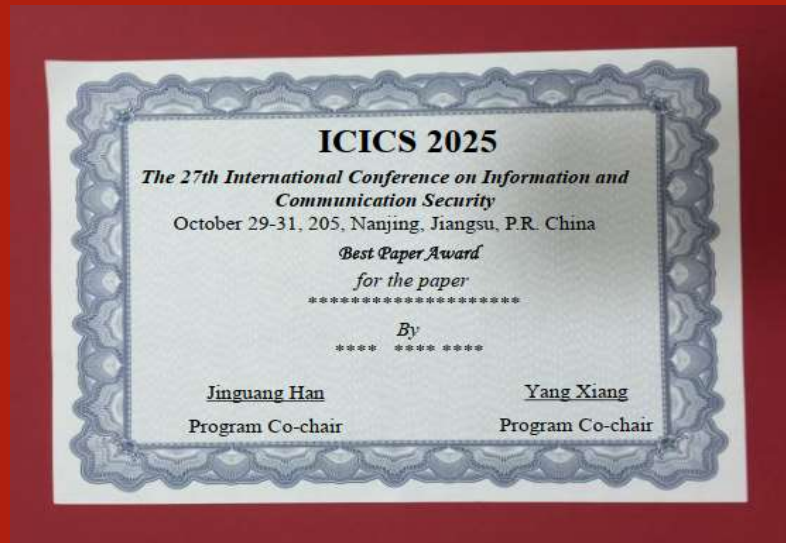 ICICS 2025
The 27th International Conference on Information and
Communication Security
October 29-31, 205, Nanjing, Jiangsu, P.R. China
Best Paper Award
for the paper
********************
By
**** **** ****
Jinguang Han
Yang Xiang
Program Co-chair
Program Co-chair